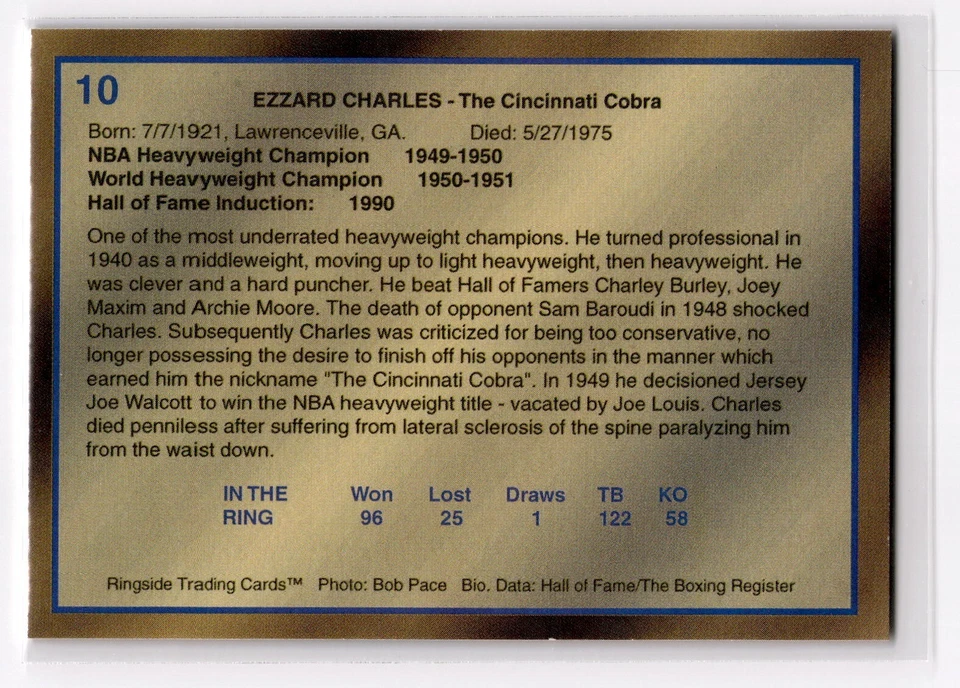 10
EZZARD CHARLES - The Cincinnati Cobra
Born: 7/7/1921, Lawrenceville, GA. Died: 5/27/1975
NBA Heavyweight Champion 1949-1950
World Heavyweight Champion 1950-1951
Hall of Fame Induction: 1990
One of the most underrated heavyweight champions. He turned professional in
1940 as a middleweight, moving up to light heavyweight, then heavyweight. He
was clever and a hard puncher. He beat Hall of Famers Charley Burley, Joey
Maxim and Archie Moore. The death of opponent Sam Baroudi in 1948 shocked
Charles. Subsequently Charles was criticized for being too conservative, no
longer possessing the desire to finish off his opponents in the manner which
earned him the nickname "The Cincinnati Cobra". In 1949 he decisioned Jersey
Joe Walcott to win the NBA heavyweight title - vacated by Joe Louis. Charles
died penniless after suffering from lateral sclerosis of the spine paralyzing him
from the waist down.
IN THE Won Lost Draws TB KO
RING 96 25 1 122 58
Ringside Trading Cards™ Photo: Bob Pace Bio. Data: Hall of Fame/The Boxing Register